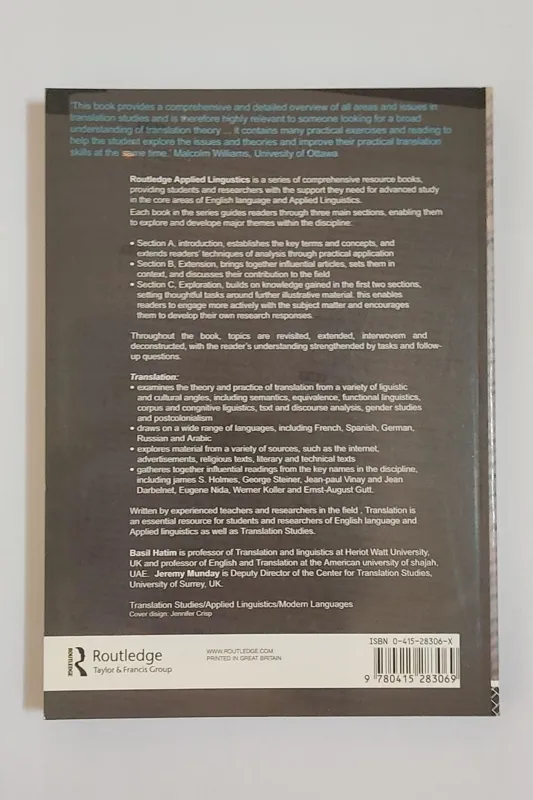 'This book provides a comprehensive and detailed overview of all areas and issues in
translation studies and is therefore highly relevant to someone looking for a broad
understanding of translation theory ... it contains many practical exercises and reading to
help the student explore the issues and theories and improve their practical translation
skills at the same time.' Malcolm Williams, Univesity of Ottawa
Routledge Applied Lingustics is a series of comprehensive resource books,
providing students and researchers with the support they need for advanced study
in the core areas of English language and Applied Linguistics.
Each book in the series guides readers through three main sections, enabling them
to explore and develop major themes within the discipline:
• Section A, introduction, establishes the key terms and concepts, and
extends readers' techniques of analysis through practical application
• Section B, Extension, brings together influential articles, sets them in
context, and discusses their contribution to the field
• Section C, Exploration, builds on knowledge gained in the first two sections,
setting thoughtful tasks around further illustrative material. this enables
readers to engage more actively with the subject matter and encourages
them to develop their own research responses.
Throughout the book, topics are revisited, extended, interwovem and
deconstructed, with the reader's understanding strengthened by tasks and follow-
up questions.
Translation:
• examines the theory and practice of translation from a variety of liguistic
and cultural angles, including semantics, equivalence, functional linguistics,
corpus and congnitive liguistics, tsxt and discourse analysis, gender studies
and postcolonialism
• draws on a wide range of languages, including French, Spanish, German,
Russian and Arabic
• explores material from a variety of sources, such as the internet,
advertisements, religious texts, literary and technical texts
• gathers together influential readings from the key names in the discipline,
including james S. Holmes, George Steiner, Jean-paul Vinay and Jean
Darbelnet, Eugene Nida, Werner Koller and Ernst-August Gutt.
Written by experienced teachers and researchers in the field , Translation is
an essential resource for students and researchers of English language and
Applied linguistics as well as Translation Studies.
Basil Hatim is professor of Translation and linguistics at Heriot Watt University,
UK and professor of English and Translation at the American university of shajah,
UAE. Jeremy Munday is Deputy Director of the Center for Translation Studies,
University of Surrey, UK.
Translation Studies/Applied Linguistics/Modern Languages
Cover disign: Jennifer Crisp
ROUTLEDGE
Routledge
Taylor & Francis Group
WWW.ROUTLEDGE.COM
PRINTED IN GREAT BRITAIN
ISBN 0-415-28306-X
9 780415 283069